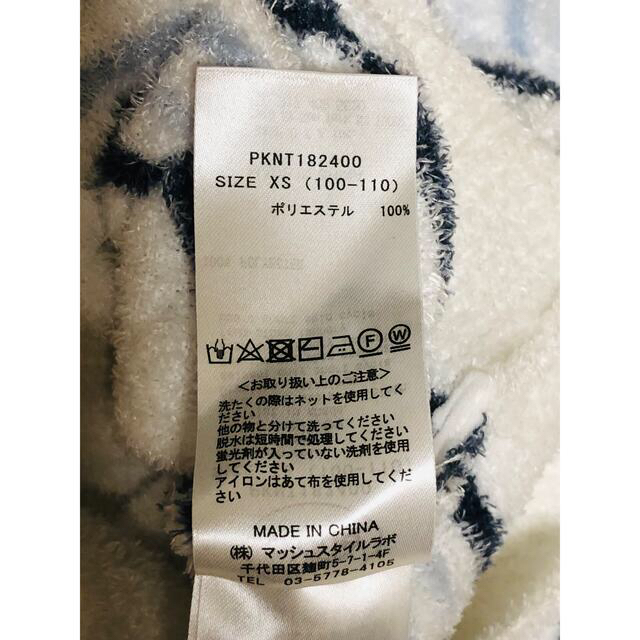 PKNT182400
SIZE XS (100-110)
ポリエステル 100%
F W
<お取り扱い上のご注意>
洗たくの際はネットを使用してく
ださい
他の物と分けて洗ってください
脱水は短時間で処理してください
蛍光剤が入っていない洗剤を使用
してください
アイロンはあて布を使用してくだ
さい
MADE IN CHINA
(株) マッシュスタイルラボ
千代田区麹町5-7-1-4F
TEL 03-5778-4105